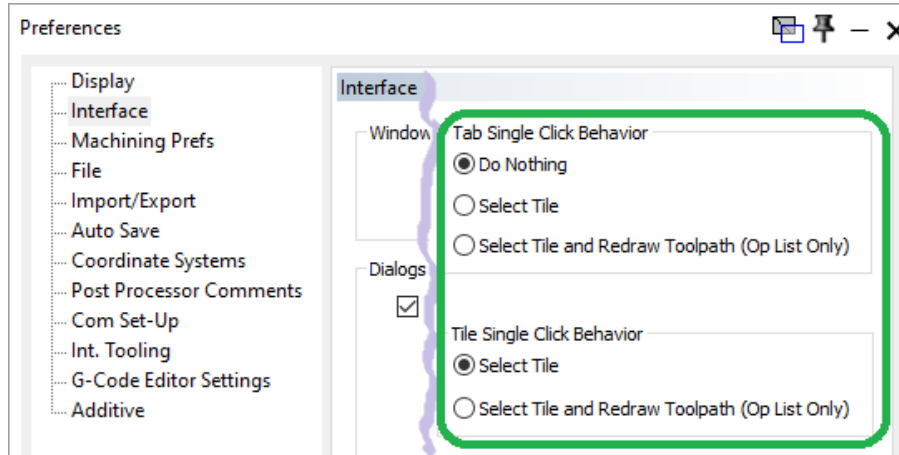 Preferences
Display
Interface
Machining Prefs
File
Import/Export
Auto Save
Coordinate Systems
Post Processor Comments
Com Set-Up
Int. Tooling
G-Code Editor Settings
Additive
Interface
Window
Tab Single Click Behavior
Do Nothing
Select Tile
Select Tile and Redraw Toolpath (Op List Only)
Dialogs
Tile Single Click Behavior
Select Tile
Select Tile and Redraw Toolpath (Op List Only)